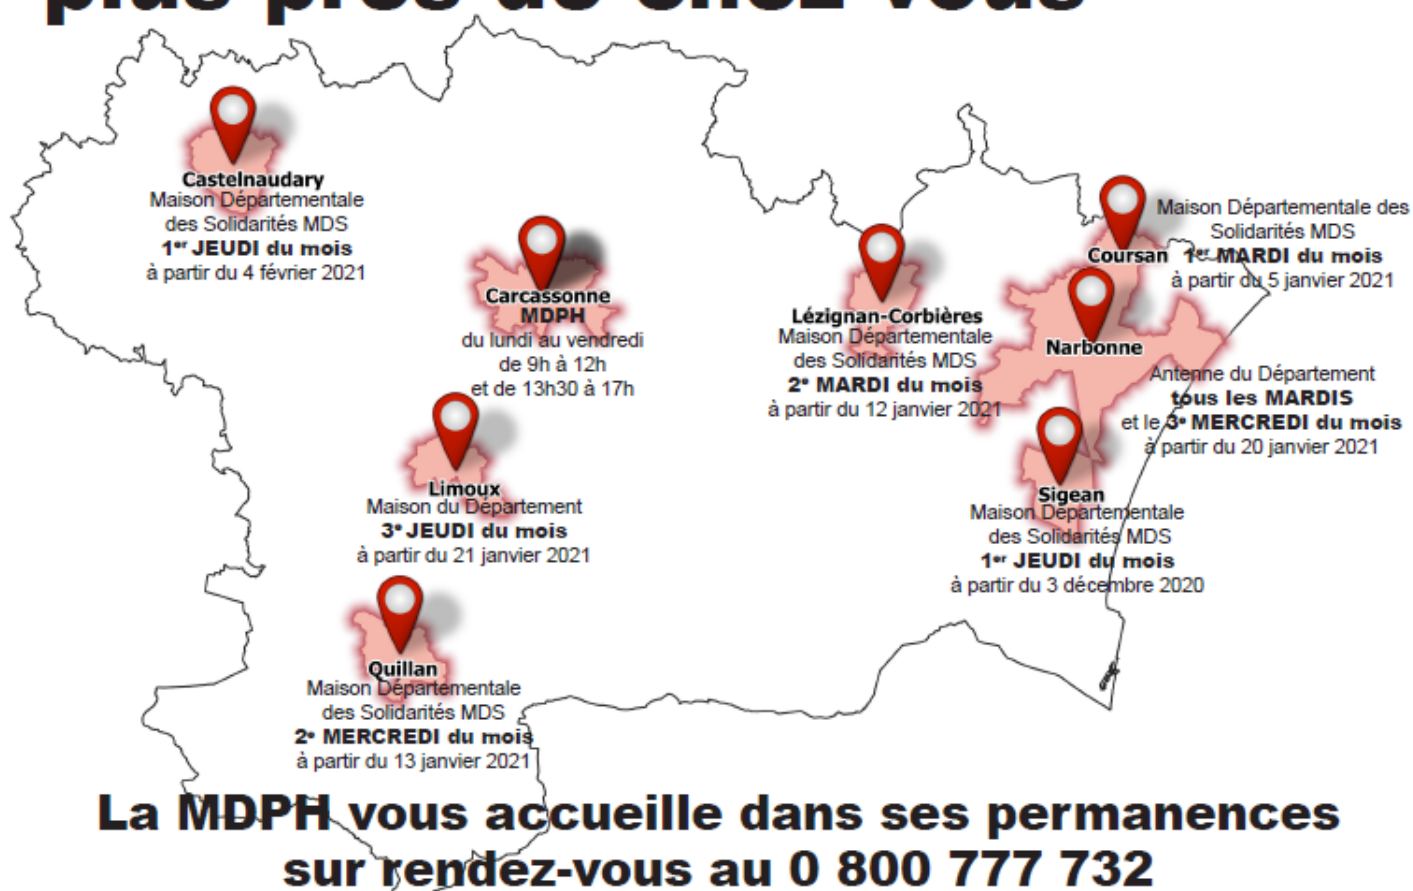 plus près de chez vous
Castelnaudary
Maison Départementale
des Solidarités MDS
1er JEUDI du mois
à partir du 4 février 2021
Carcassonne
MDPH
du lundi au vendredi
de 9h à 12h
et de 13h30 à 17h
Limoux
Maison du Département
3e JEUDI du mois
à partir du 21 janvier 2021
Quillan
Maison Départementale
des Solidarités MDS
2e MERCREDI du mois
à partir du 13 janvier 2021
Lézignan-Corbières
Maison Départementale
des Solidarités MDS
2e MARDI du mois
à partir du 12 janvier 2021
Coursan
Maison Départementale des
Solidarités MDS
1er MARDI du mois
à partir du 5 janvier 2021
Narbonne
Antenne du Département
tous les MARDIS
et le 3e MERCREDI du mois
à partir du 20 janvier 2021
Sigean
Maison Départementale
des Solidarités MDS
1er JEUDI du mois
à partir du 3 décembre 2020
La MDPH vous accueille dans ses permanences
sur rendez-vous au 0 800 777 732